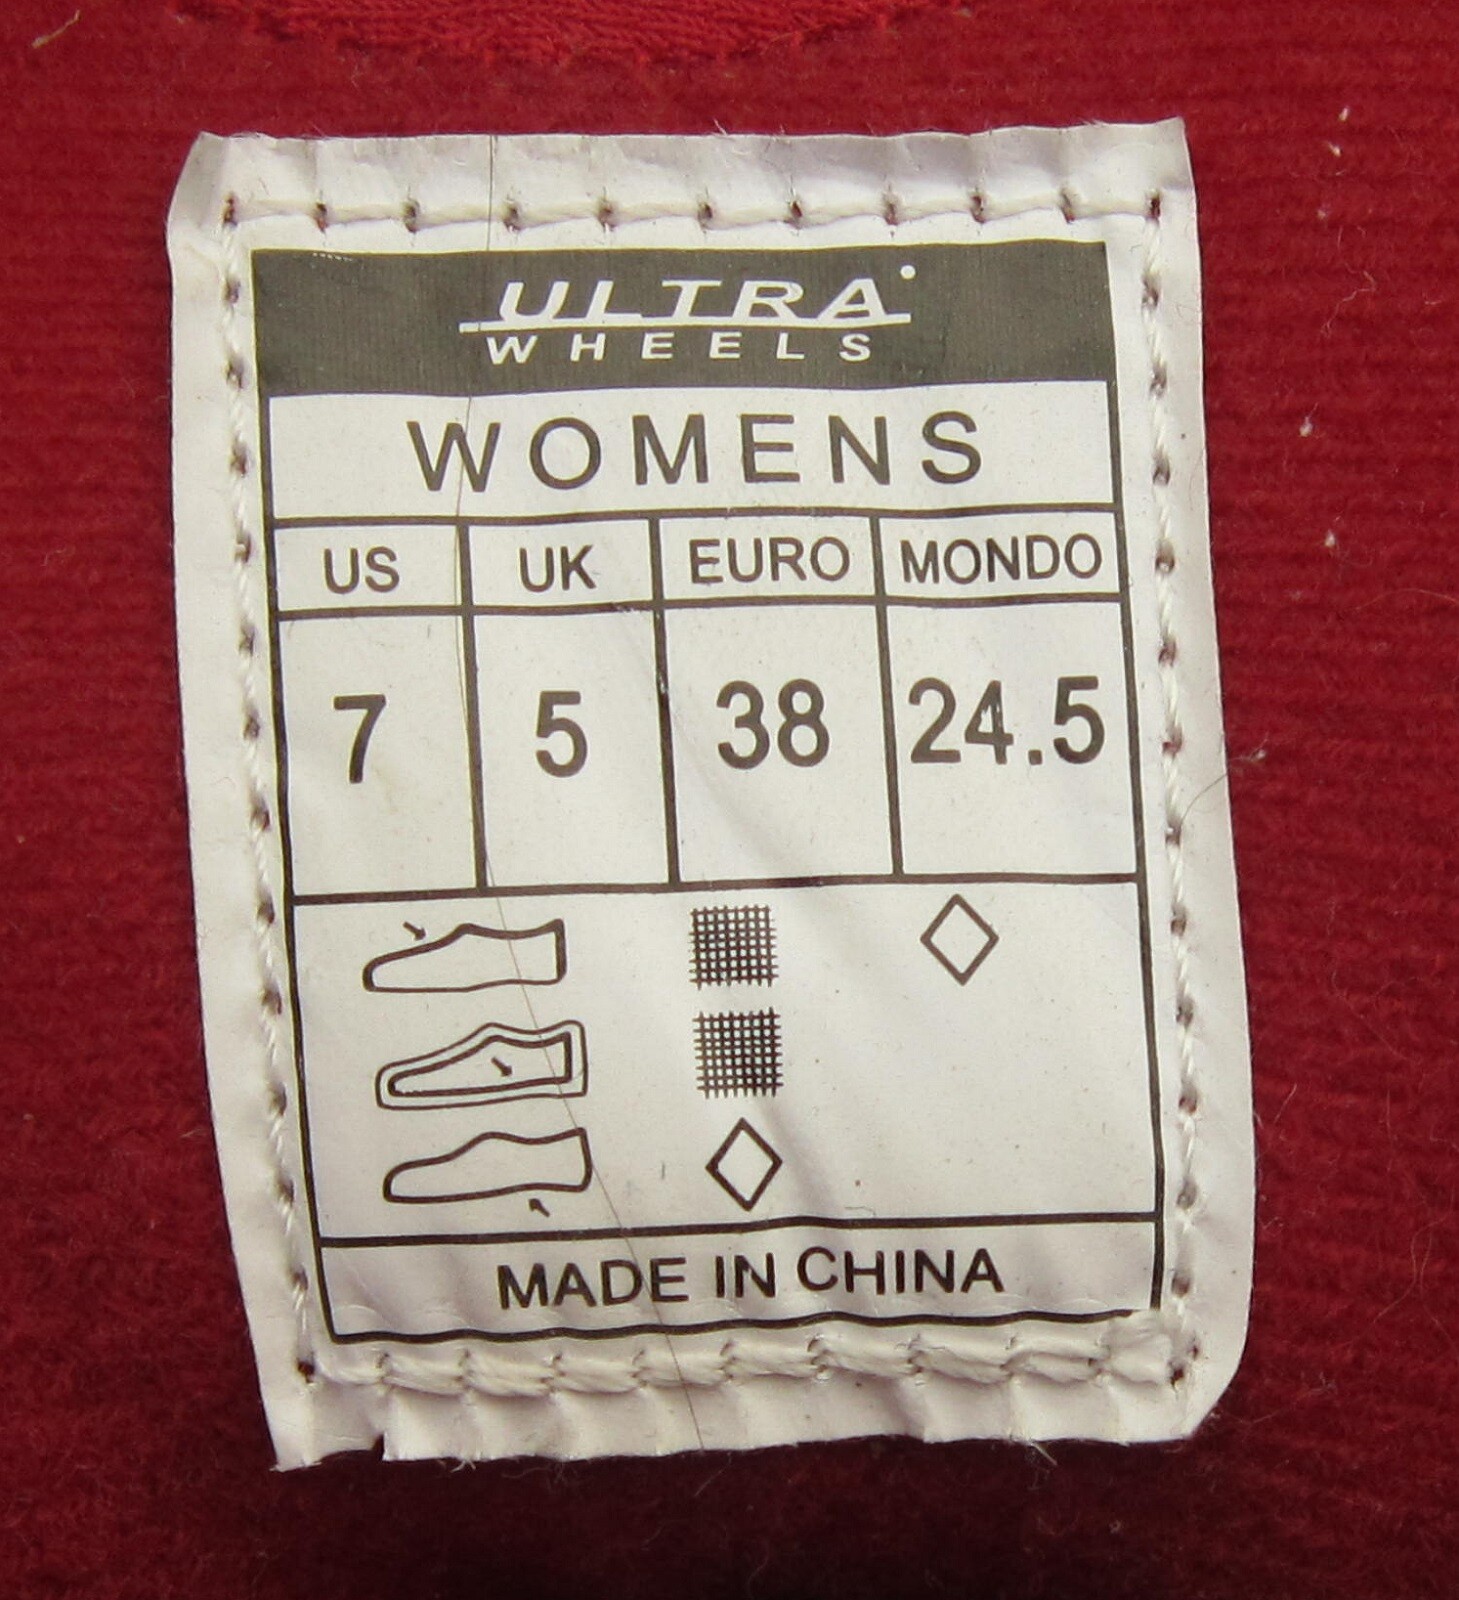 ULTRA
WHEELS
WOMENS
US UK EURO MONDO
7 5 38 24.5
MADE IN CHINA